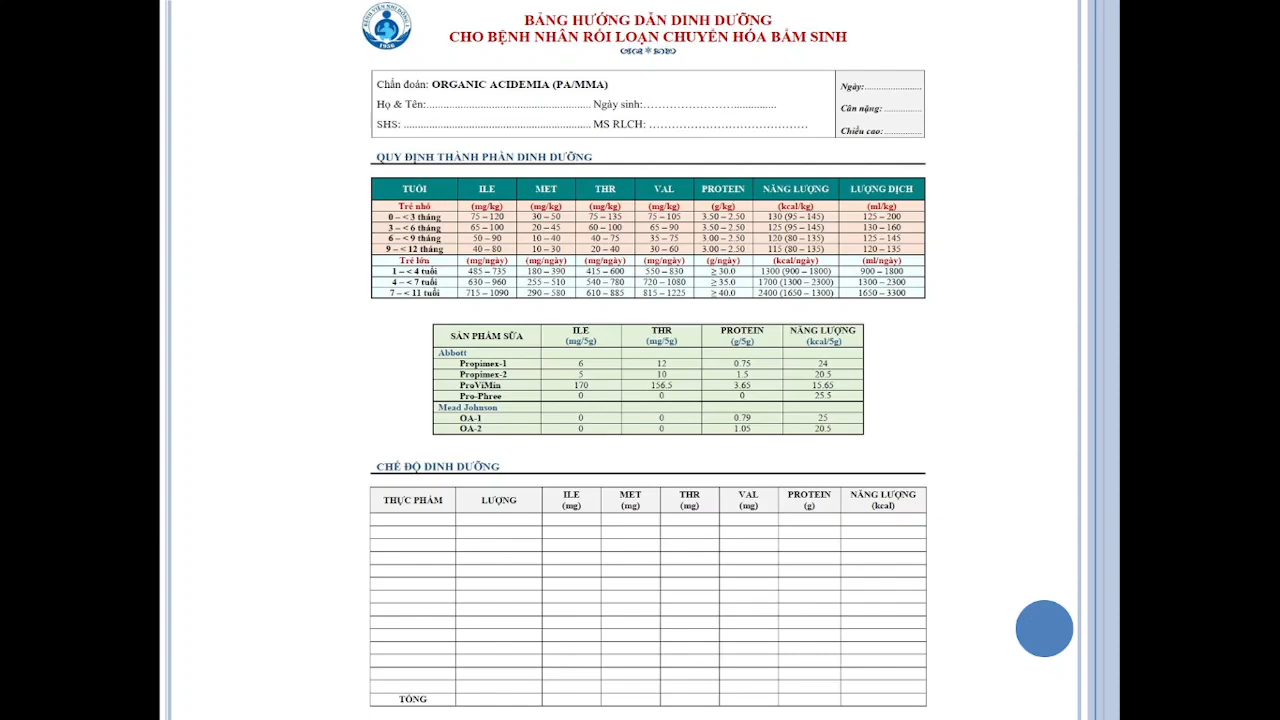 BỆNH VIỆN NHI ĐỒNG 1
1956
BẢNG HƯỚNG DẪN DINH DƯỠNG
CHO BỆNH NHÂN RỐI LOẠN CHUYỂN HÓA BẨM SINH
Chẩn đoán: ORGANIC ACIDEMIA (PA/MMA)
Họ & Tên:.......................................................... Ngày sinh:……………………...............
SHS: ................................................................. MS RLCH: ……………………………………
Ngày:.......................
Cân nặng: ...............
Chiều cao:...............
QUY ĐỊNH THÀNH PHẦN DINH DƯỠNG
TUỔI ILE MET THR VAL PROTEIN NĂNG LƯỢNG LƯỢNG DỊCH
Trẻ nhỏ (mg/kg) (mg/kg) (mg/kg) (mg/kg) (g/kg) (kcal/kg) (ml/kg)
0 – < 3 tháng 75 – 120 30 – 50 75 – 135 75 – 105 3.50 – 2.50 130 (95 – 145) 125 – 200
3 – < 6 tháng 65 – 100 20 – 45 60 – 100 65 – 90 3.50 – 2.50 125 (95 – 145) 130 – 160
6 – < 9 tháng 50 – 90 10 – 40 40 – 75 35 – 75 3.00 – 2.50 120 (80 – 135) 125 – 145
9 – < 12 tháng 40 – 80 10 – 30 20 – 40 30 – 60 3.00 – 2.50 115 (80 – 135) 120 – 135
Trẻ lớn (mg/ngày) (mg/ngày) (mg/ngày) (mg/ngày) (g/ngày) (kcal/ngày) (ml/ngày)
1 – < 4 tuổi 485 – 735 180 – 390 415 – 600 550 – 830 ≥ 30.0 1300 (900 – 1800) 900 – 1800
4 – < 7 tuổi 630 – 960 255 – 510 540 – 780 720 – 1080 ≥ 35.0 1700 (1300 – 2300) 1300 – 2300
7 – < 11 tuổi 715 – 1090 290 – 580 610 – 885 815 – 1225 ≥ 40.0 2400 (1650 – 1300) 1650 – 3300
SẢN PHẨM SỮA ILE THR PROTEIN NĂNG LƯỢNG
(mg/5g) (mg/5g) (g/5g) (kcal/5g)
Abbott
Propimex-1 6 12 0.75 24
Propimex-2 5 10 1.5 20.5
ProViMin 170 156.5 3.65 15.65
Pro-Phree 0 0 0 25.5
Mead Johnson
OA-1 0 0 0.79 25
OA-2 0 0 1.05 20.5
CHẾ ĐỘ DINH DƯỠNG
THỰC PHẨM LƯỢNG ILE MET THR VAL PROTEIN NĂNG LƯỢNG
(mg) (mg) (mg) (mg) (g) (kcal)
TỔNG